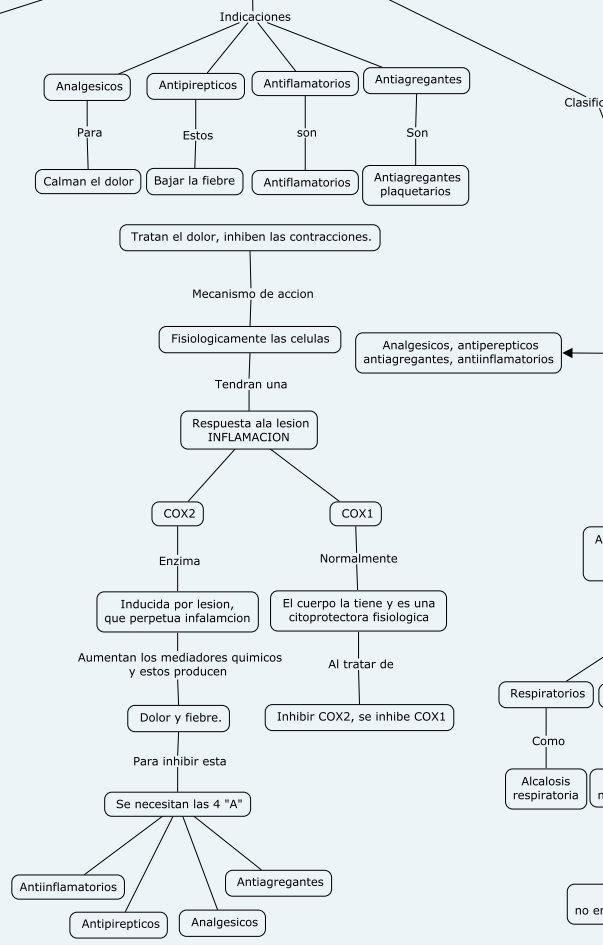 Indicaciones
Analgesicos
Antipirepticos
Antiflamatorios
Antiagregantes
Clasific
Para
Estos
son
Son
Calman el dolor
Bajar la fiebre
Antiflamatorios
Antiagregantes
plaquetarios
Tratan el dolor, inhiben las contracciones.
Mecanismo de accion
Fisiologicamente las celulas
Analgesicos, antiperepticos
antiagregantes, antiinflamatorios
Tendran una
Respuesta ala lesion
INFLAMACION
COX2
COX1
Enzima
Normalmente
Inducida por lesion,
que perpetua infalamcion
El cuerpo la tiene y es una
citoprotectora fisiologica
Aumentan los mediadores quimicos
y estos producen
Al tratar de
Dolor y fiebre.
Inhibir COX2, se inhibe COX1
Para inhibir esta
Se necesitan las 4 "A"
Antiinflamatorios
Antipirepticos
Analgesicos
Antiagregantes
A
Respiratorios
Como
Alcalosis
respiratoria
no en